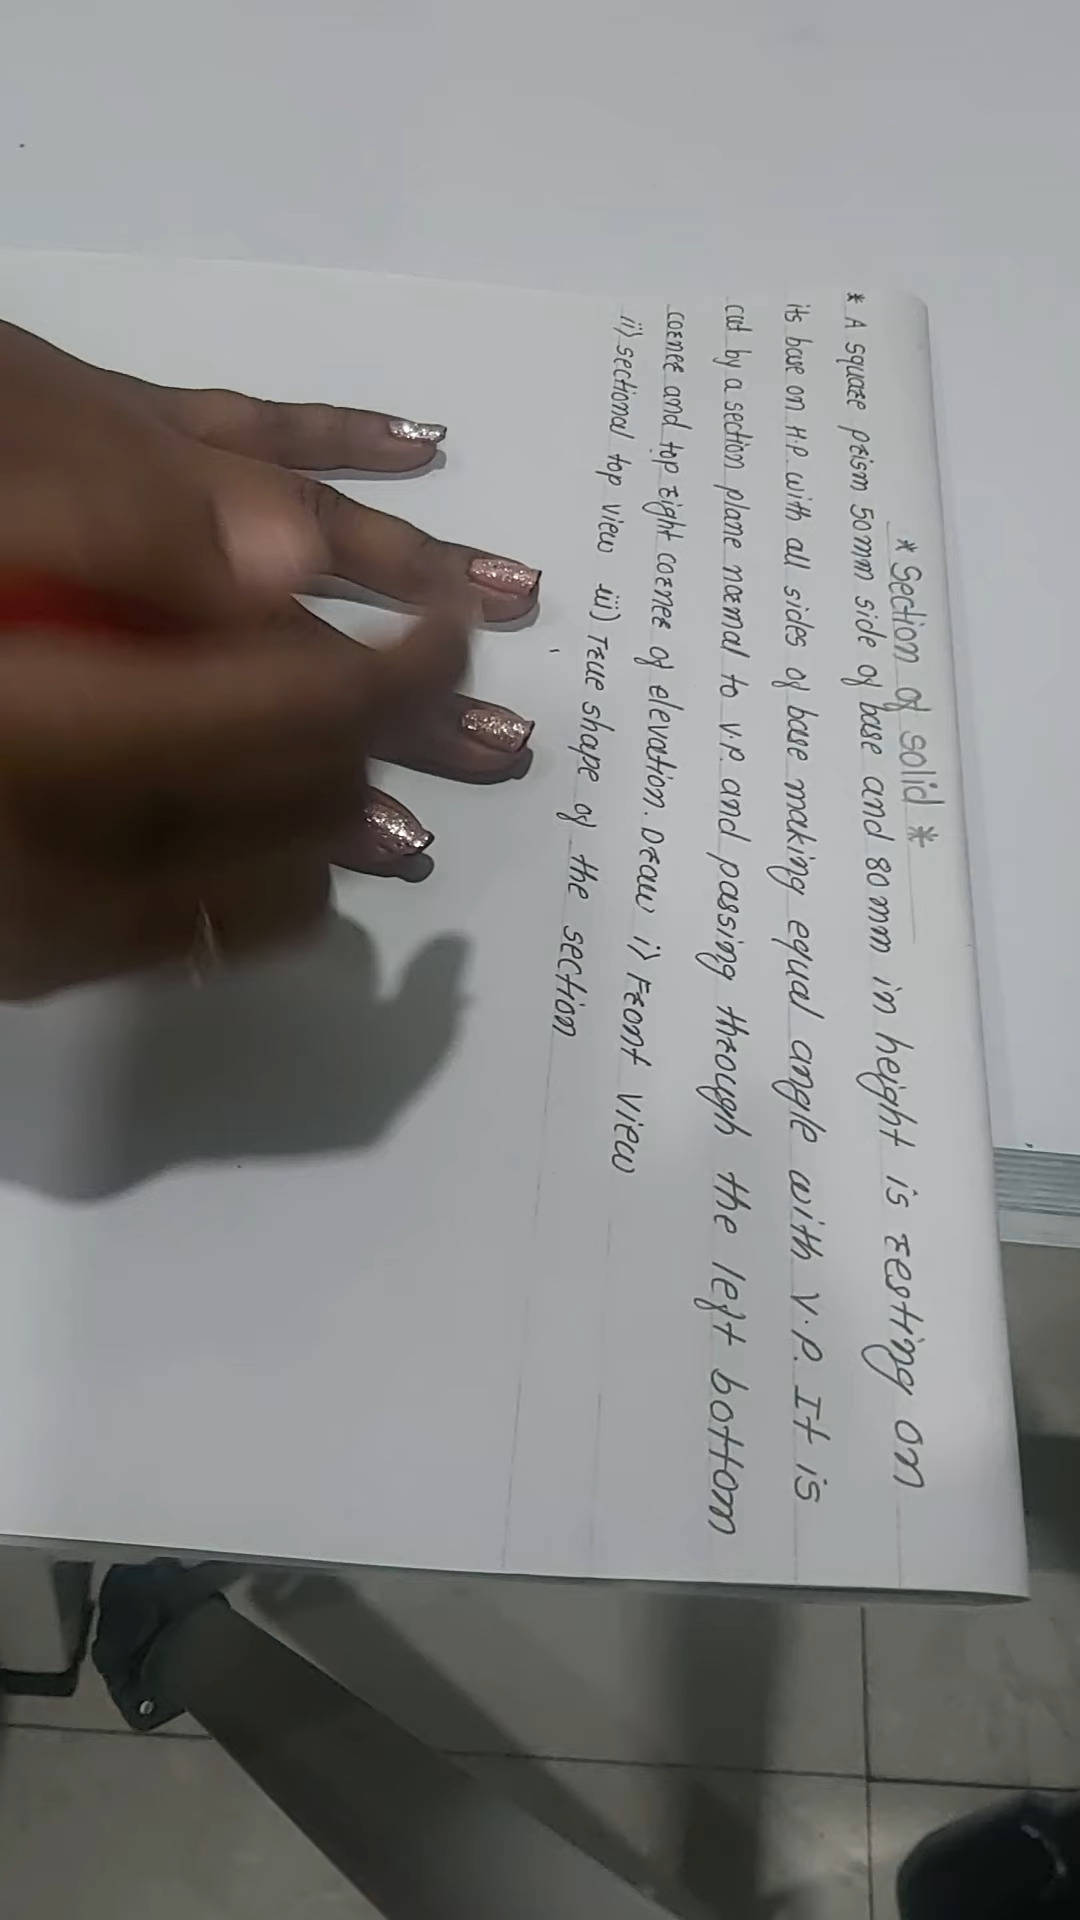 * Section of solid *
* A square prism 50mm side of base and 80mm in height is resting on
its base on H.P with all sides of base making equal angle with V.P. It is
cut by a section plane normal to V.P. and passing through the left bottom
corner and top right corner of elevation. Draw i) Front view
ii) sectional top view iii) True shape of the section